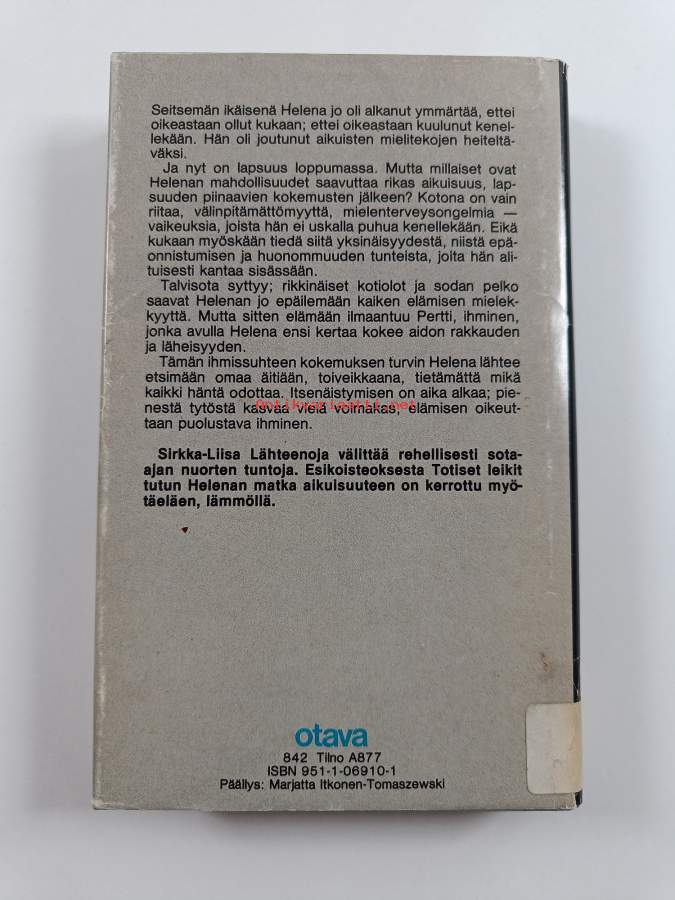 Seitsemän ikäisenä Helena jo oli alkanut ymmärtää, ettei
oikeastaan ollut kukaan; ettei oikeastaan kuulunut kenel-
lekään. Hän oli joutunut aikuisten mielitekojen heiteltä-
väksi.
Ja nyt on lapsuus loppumassa. Mutta millaiset ovat
Helenan mahdollisuudet saavuttaa rikas aikuisuus, lap-
suuden piinaavien kokemusten jälkeen? Kotona on vain
riitaa, välinpitämättömyyttä, mielenterveysongelmia —
vaikeuksia, joista hän ei uskalla puhua kenellekään. Eikä
kukaan myöskään tiedä siitä yksinäisyydestä, niistä epä-
onnistumisen ja huonommuuden tunteista, joita hän ali-
tuisesti kantaa sisässään.
Talvisota syttyy; rikkinäiset kotiolot ja sodan pelko
saavat Helenan jo epäilemään kaiken elämisen mielek-
kyyttä. Mutta sitten elämään ilmaantuu Pertti, ihminen,
jonka avulla Helena ensi kertaa kokee aidon rakkauden
ja läheisyyden.
Tämän ihmissuhteen kokemuksen turvin Helena lähtee
etsimään omaa äitiään, toiveikkaana, tietämättä mikä
kaikki häntä odottaa. Itsenäistymisen on aika alkaa; pie-
nestä tytöstä kasvaa vielä voimakas, elämisen oikeut-
Antikvariaatti.net
taan puolustava ihminen.
Sirkka-Liisa Lähteenoja välittää rehellisesti sota-
ajan nuorten tuntoja. Esikoisteoksesta Totiset leikit
tutun Helenan matka aikuisuuteen on kerrottu myö-
täeläen, lämmöllä.
otava
842 Tilno A877
ISBN 951-1-06910-1
Päällys: Marjatta Itkonen-Tomaszewski